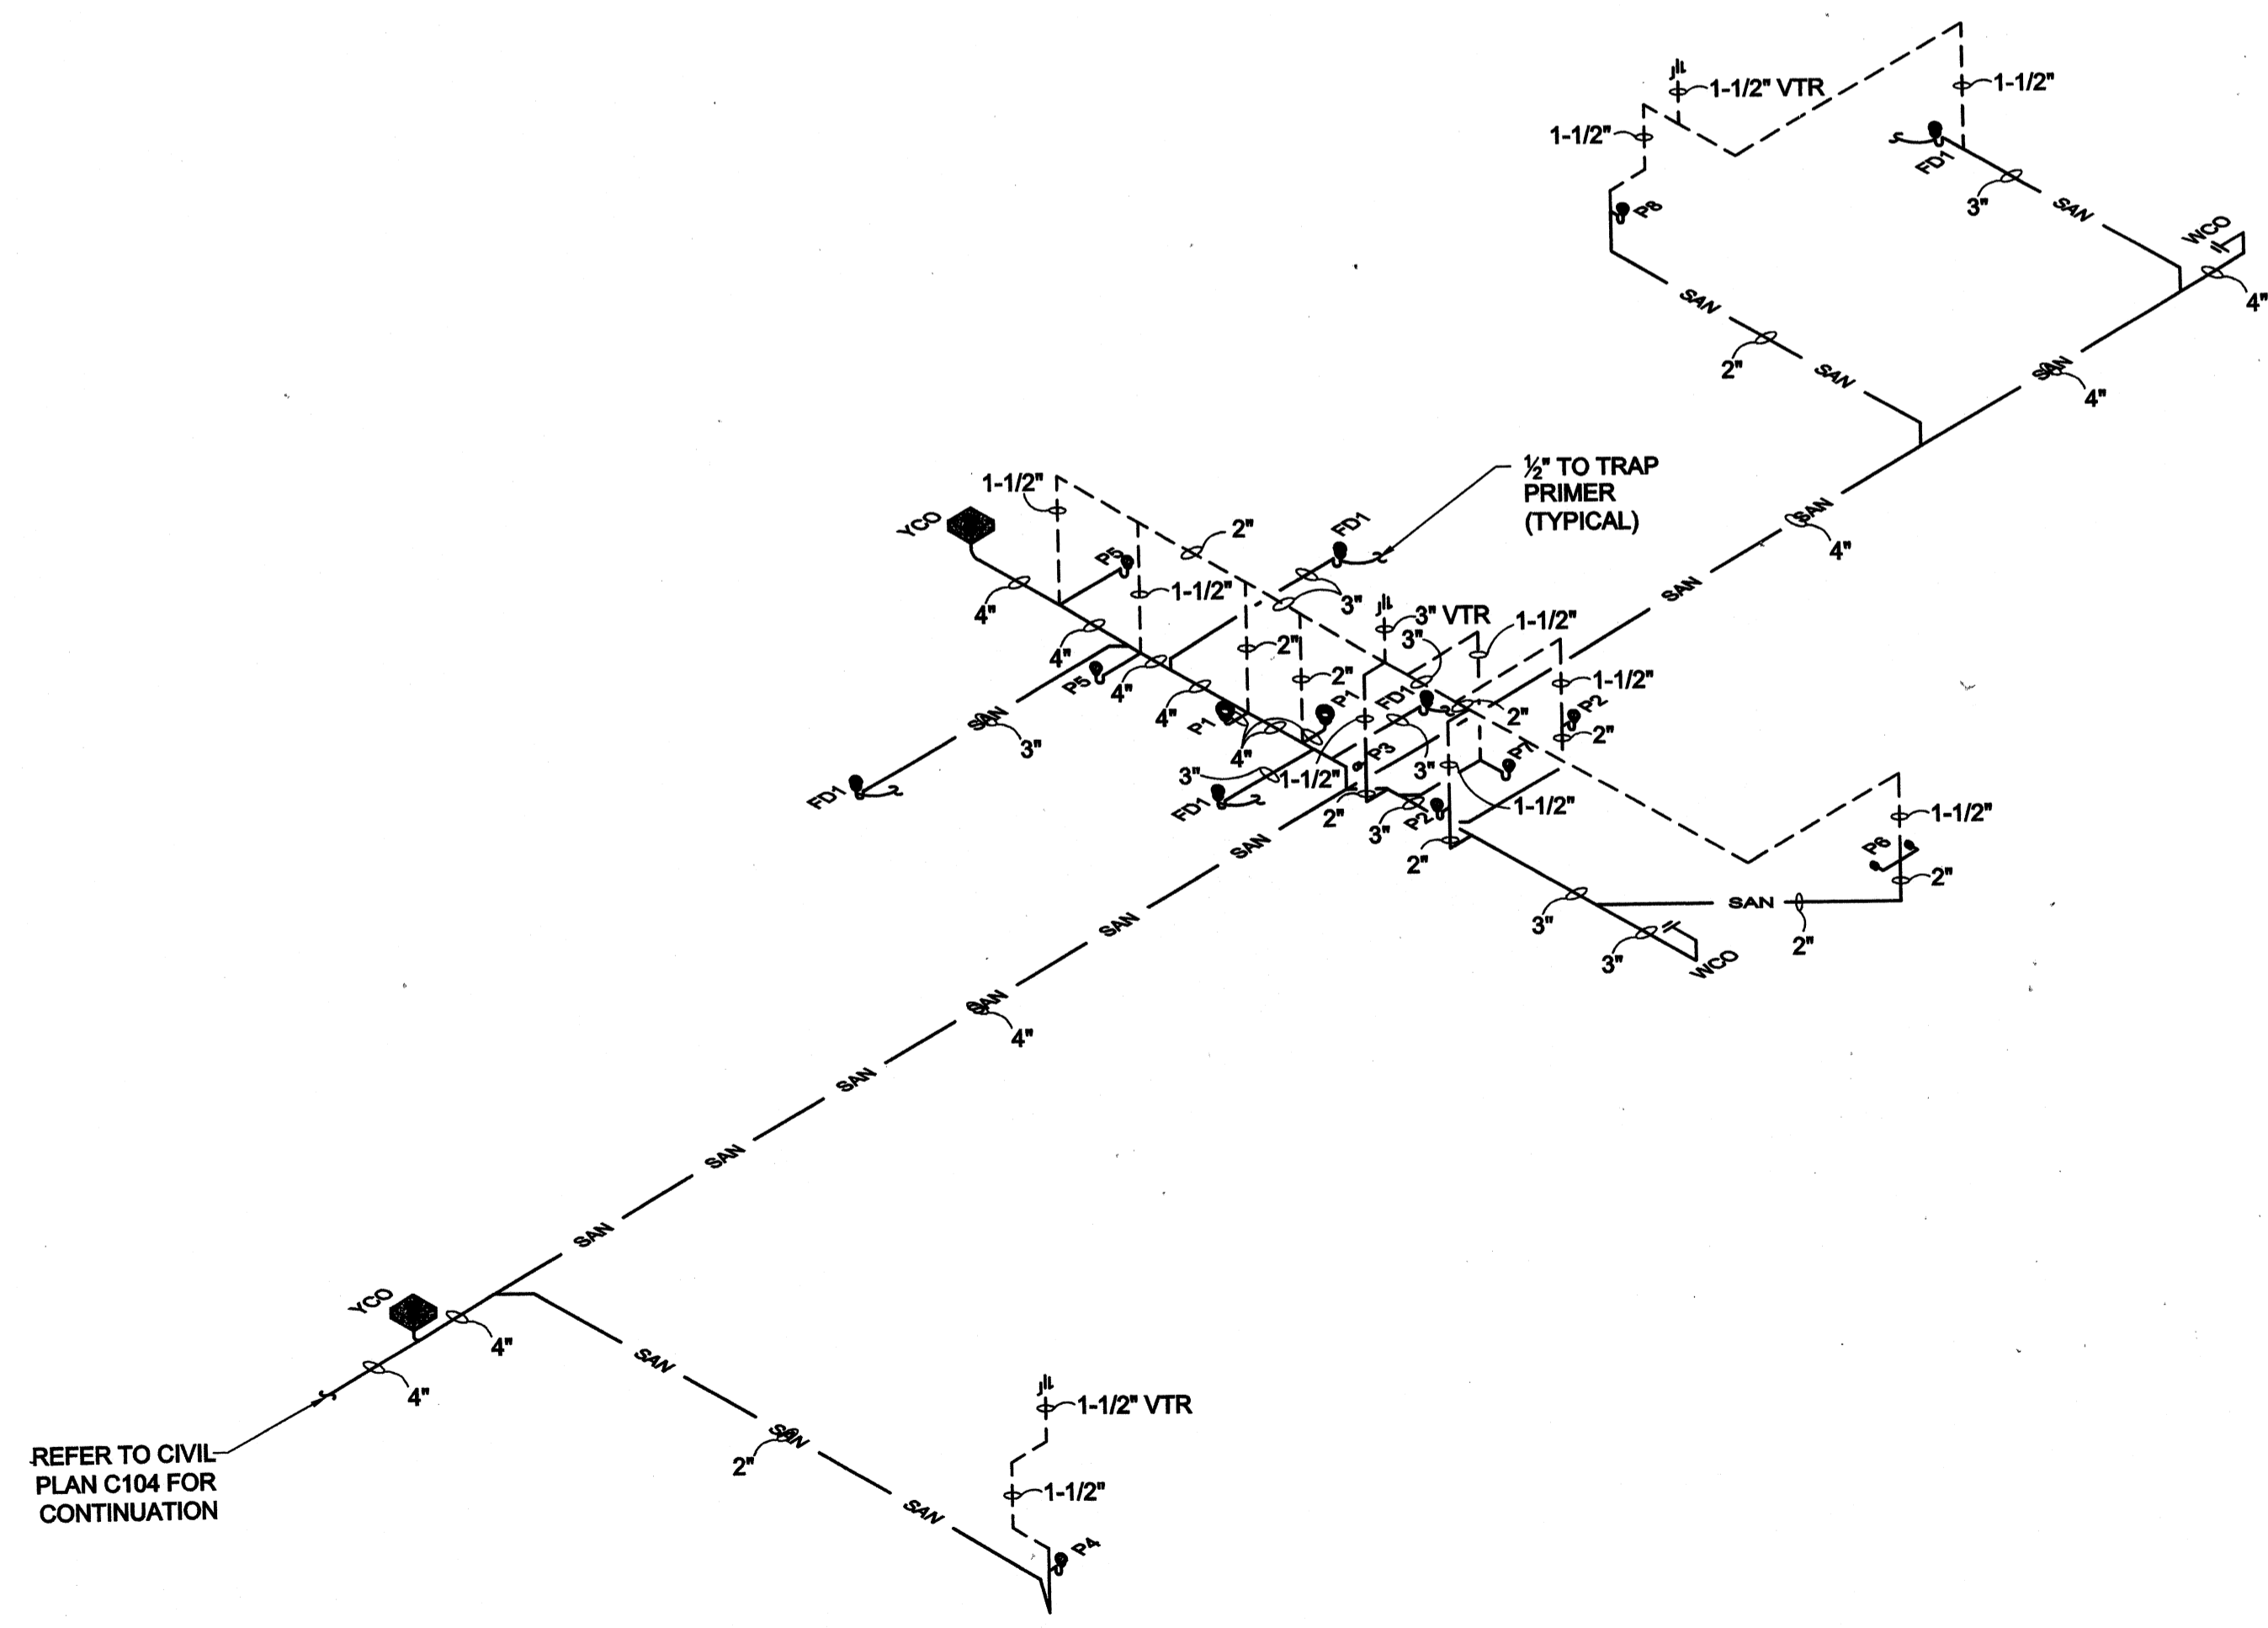 1-1/2" VTR
1-1/2"
1-1/2"
FD1
P8
3"
SAN
WCO
SAN
4"
2"
SAN
SAN
4"
½" TO TRAP
PRIMER
(TYPICAL)
1-1/2"
YCO
2"
FD1
SAN
4"
P5
SAN
4"
1-1/2"
3"
3" VTR
1-1/2"
4"
3"
2"
P5
4"
2"
1-1/2"
4"
P1
P1
FD1
2"
P2
2"
SAN
3"
4"
P3
P7
3"
1-1/2"
3"
FD1
FD1
2"
3"
P2
1-1/2"
1-1/2"
SAN
2"
P6
2"
SAN
3"
SAN
2"
3"
WCO
SAN
4"
SAN
SAN
SAN
YCO
4"
4"
SAN
1-1/2" VTR
SAN
2"
1-1/2"
SAN
P4
REFER TO CIVIL
PLAN C104 FOR
CONTINUATION